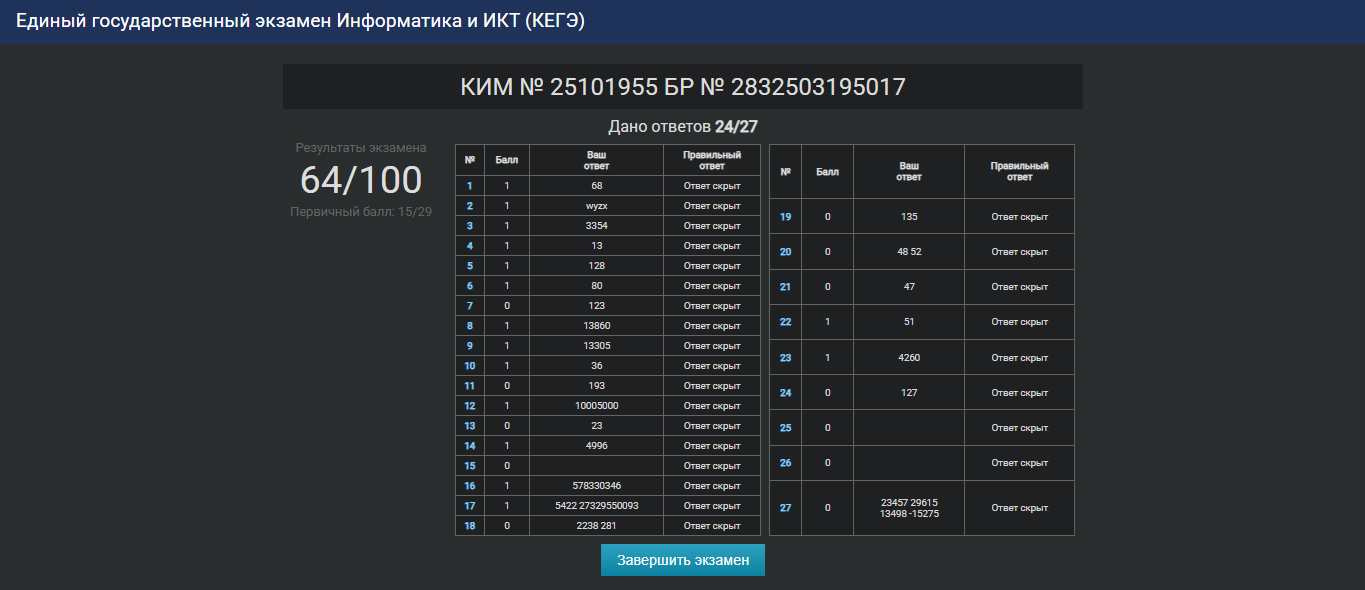 Единый государственный экзамен Информатика и ИКТ (КЕГЭ)
КИМ № 25101955 БР № 2832503195017
Дано ответов 24/27
Результаты экзамена
64/100
Первичный балл: 15/29
№ Балл Ваш ответ Правильный ответ
1 1 68 Ответ скрыт
2 1 wyzx Ответ скрыт
3 1 3354 Ответ скрыт
4 1 13 Ответ скрыт
5 1 128 Ответ скрыт
6 1 80 Ответ скрыт
7 0 123 Ответ скрыт
8 1 13860 Ответ скрыт
9 1 13305 Ответ скрыт
10 1 36 Ответ скрыт
11 0 193 Ответ скрыт
12 1 10005000 Ответ скрыт
13 0 23 Ответ скрыт
14 1 4996 Ответ скрыт
15 0 Ответ скрыт
16 1 578330346 Ответ скрыт
17 1 5422 27329550093 Ответ скрыт
18 0 2238 281 Ответ скрыт
№ Балл Ваш ответ Правильный ответ
19 0 135 Ответ скрыт
20 0 48 52 Ответ скрыт
21 0 47 Ответ скрыт
22 1 51 Ответ скрыт
23 1 4260 Ответ скрыт
24 0 127 Ответ скрыт
25 0 Ответ скрыт
26 0 Ответ скрыт
27 0 23457 29615 Ответ скрыт
13498 -15275
Завершить экзамен